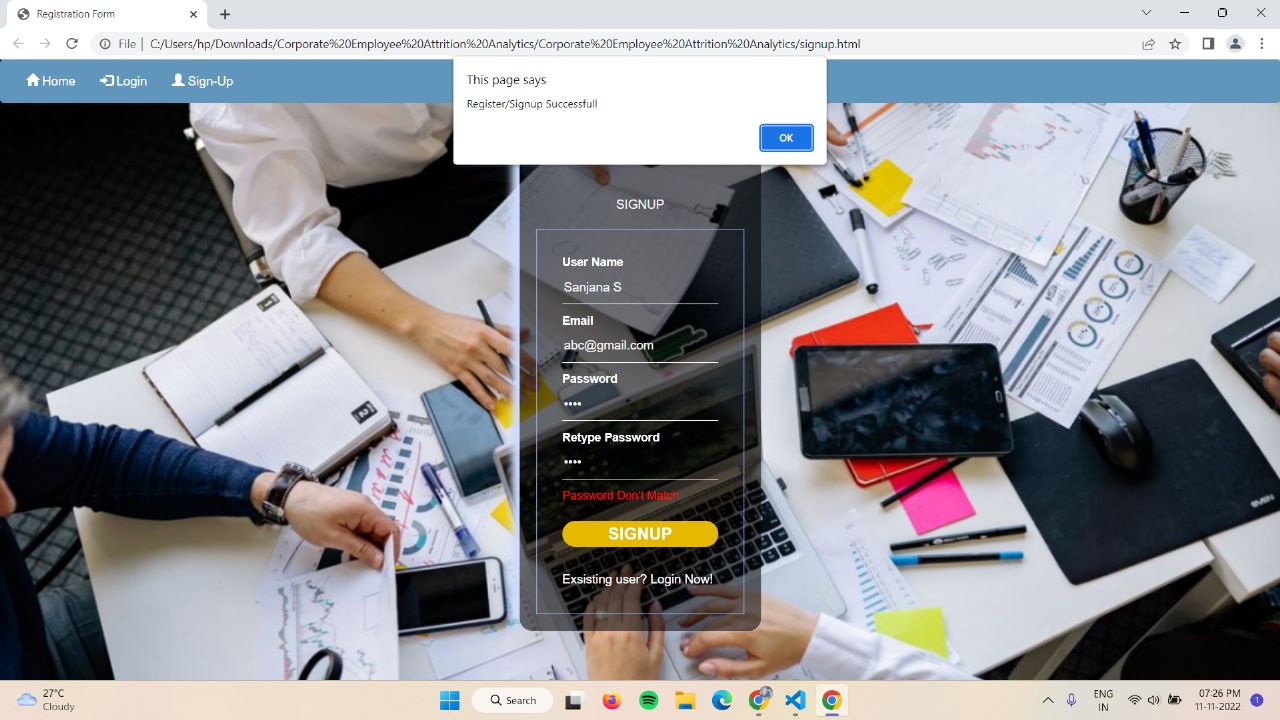 Registration Form
File | C:/Users/hp/Downloads/Corporate%20Employee%20Attrition%20Analytics/Corporate%20Employee%20Attrition%20Analytics/signup.html
Home Login Sign-Up
This page says
Register/Signup Successfull
OK
SIGNUP
User Name
Sanjana S
Email
abc@gmail.com
Password
••••
Retype Password
••••
Password Don't Match
SIGNUP
Exsisting user? Login Now!
SVEN
27°C
Cloudy
Search
ENG
IN
07:26 PM
11-11-2022
1